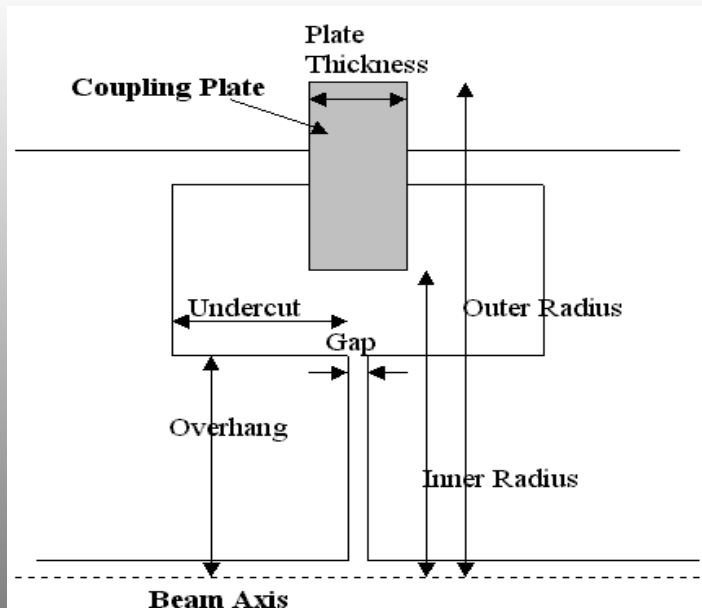 Plate
Thickness
Coupling Plate
Undercut
Outer Radius
Gap
Overhang
Inner Radius
Beam Axis